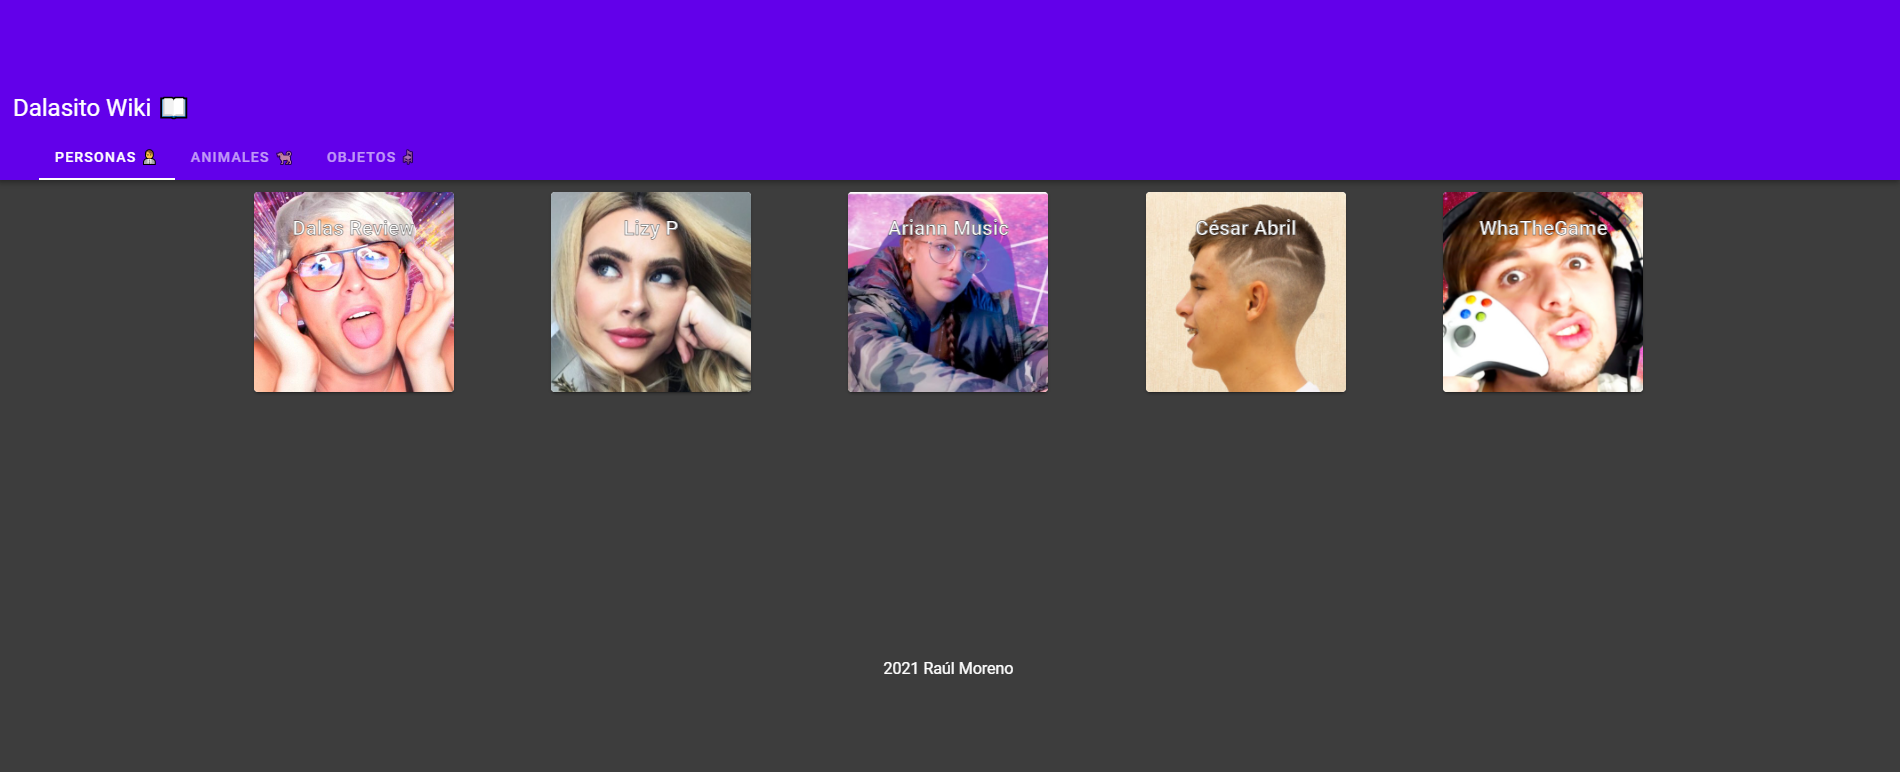 Dalasito Wiki
PERSONAS
ANIMALES
OBJETOS
Dalas Review
Lizy P
Ariann Music
César Abril
WhaTheGame
2021 Raúl Moreno